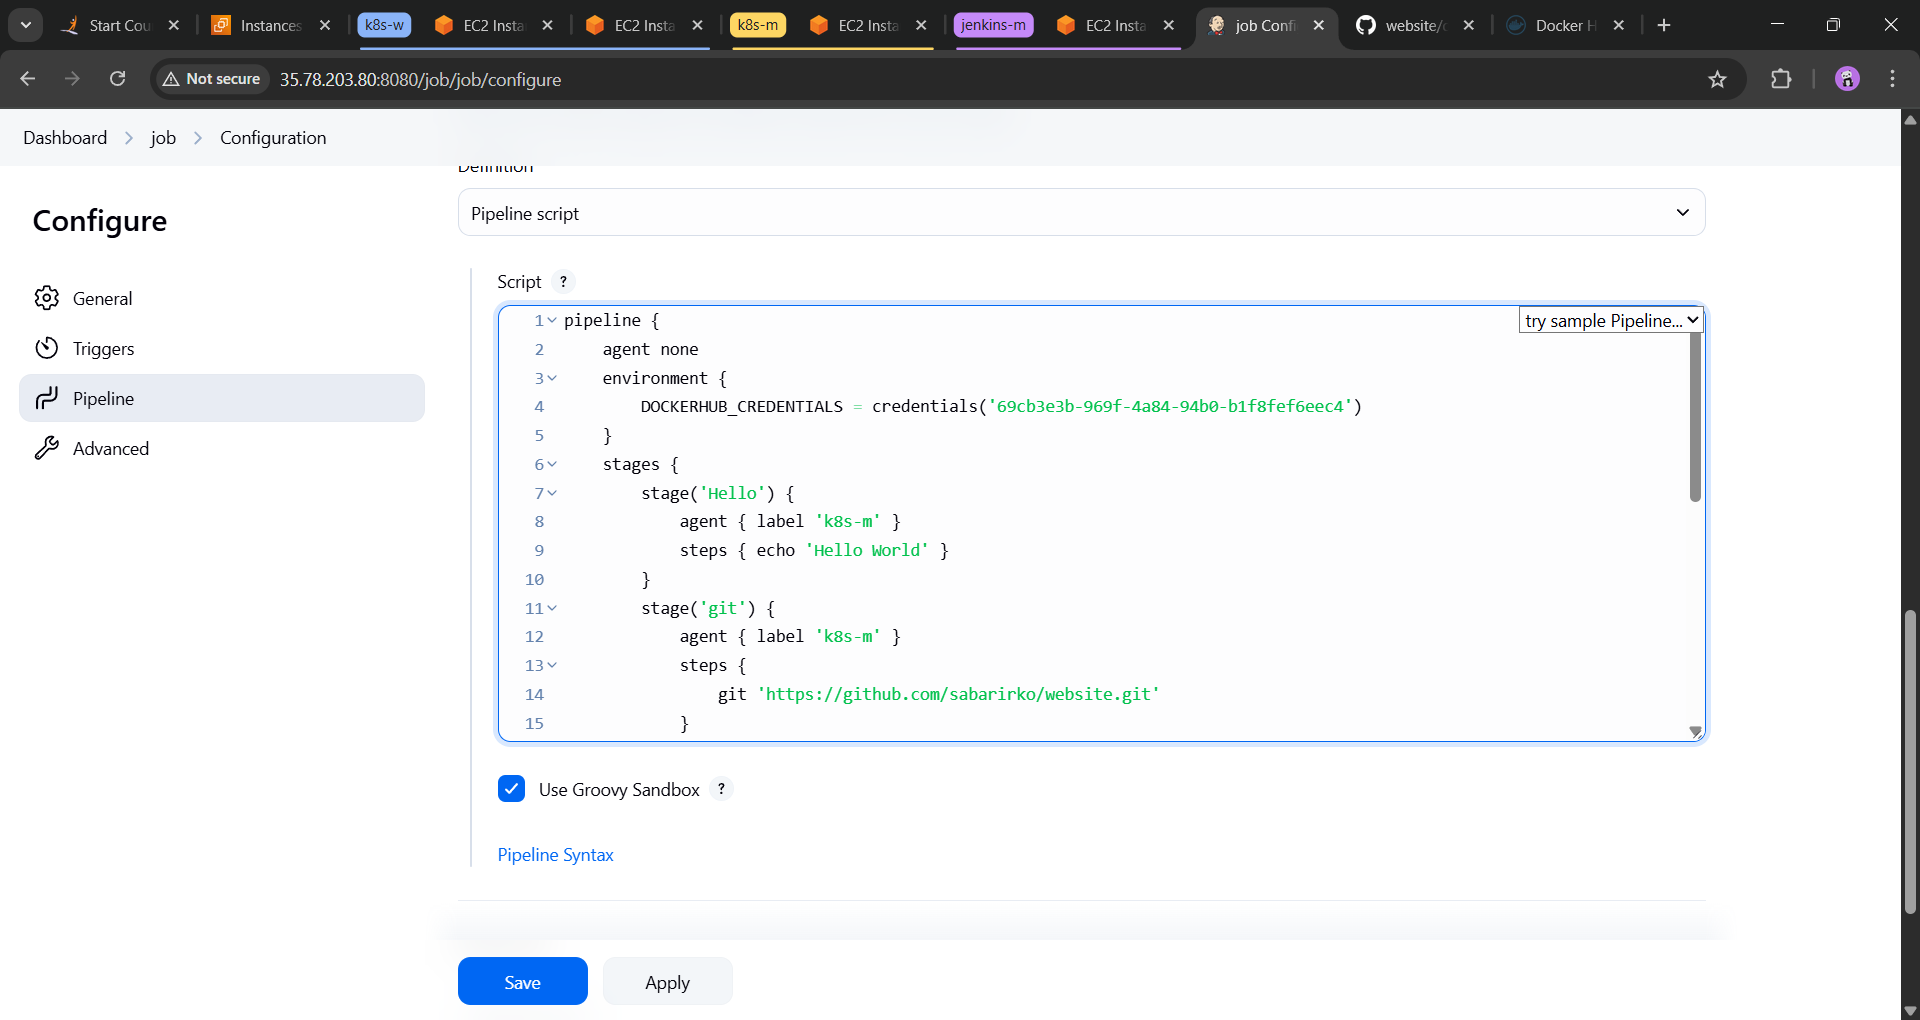 Start Cou
Instances
k8s-w
EC2 Insta
EC2 Insta
k8s-m
EC2 Insta
jenkins-m
EC2 Insta
job Confi
website/
Docker H
Not secure
35.78.203.80:8080/job/job/configure
Dashboard > job > Configuration
Definition
Configure
Pipeline script
General
Triggers
Pipeline
Advanced
Script ?
try sample Pipeline...
1 pipeline {
2 agent none
3 environment {
4 DOCKERHUB_CREDENTIALS = credentials('69cb3e3b-969f-4a84-94b0-b1f8fef6eec4')
5 }
6 stages {
7 stage('Hello') {
8 agent { label 'k8s-m' }
9 steps { echo 'Hello World' }
10 }
11 stage('git') {
12 agent { label 'k8s-m' }
13 steps {
14 git 'https://github.com/sabarirko/website.git'
15 }
Use Groovy Sandbox ?
Pipeline Syntax
Save
Apply